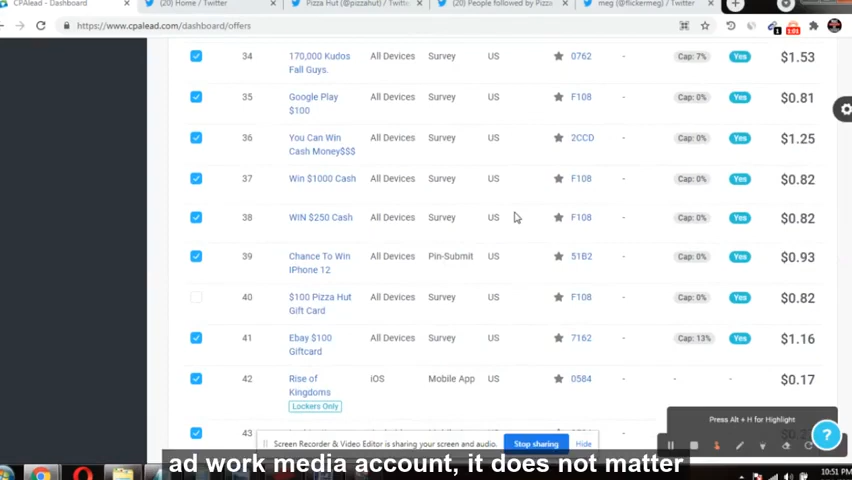 CPAlead - Dashboard
(20) Home / Twitter
Pizza Hut (@pizzahut) / Twitt
(20) People followed by Pizza
meg (@flickermeg) / Twitter
https://www.cpalead.com/dashboard/offers
34 170,000 Kudos Fall Guys. All Devices Survey US 0762 - Cap: 7% Yes $1.53
35 Google Play $100 All Devices Survey US F108 - Cap: 0% Yes $0.81
36 You Can Win Cash Money$$$ All Devices Survey US 2CCD - Cap: 0% Yes $1.25
37 Win $1000 Cash All Devices Survey US F108 - Cap: 0% Yes $0.82
38 WIN $250 Cash All Devices Survey US F108 - Cap: 0% Yes $0.82
39 Chance To Win IPhone 12 All Devices Pin-Submit US 51B2 - Cap: 0% Yes $0.93
40 $100 Pizza Hut Gift Card All Devices Survey US F108 - Cap: 0% Yes $0.82
41 Ebay $100 Giftcard All Devices Survey US 7162 - Cap: 13% Yes $1.16
42 Rise of Kingdoms iOS Mobile App US 0584 - - - $0.17
Lockers Only
Press Alt + H for Highlight
43
Screen Recorder & Video Editor is sharing your screen and audio.
Stop sharing
Hide
ad work media account, it does not matter
10:51 PM